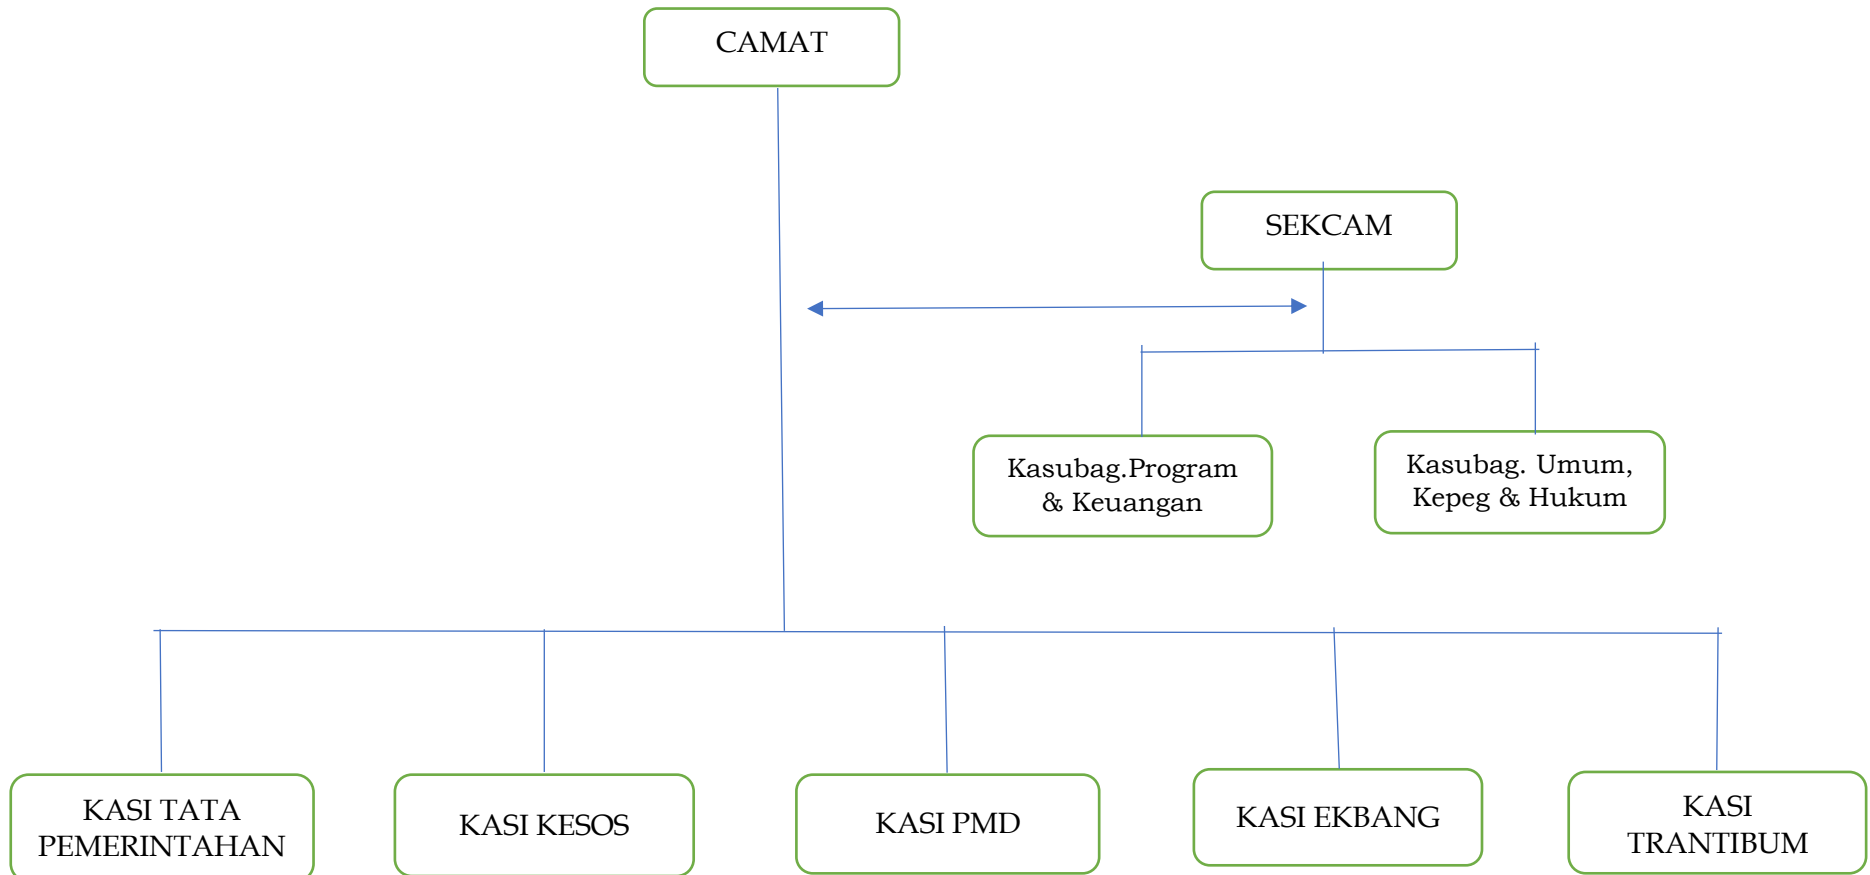 CAMAT
SEKCAM
Kasubag.Program
& Keuangan
Kasubag. Umum,
Kepeg & Hukum
KASI TATA
PEMERINTAHAN
KASI KESOS
KASI PMD
KASI EKBANG
KASI
TRANTIBUM